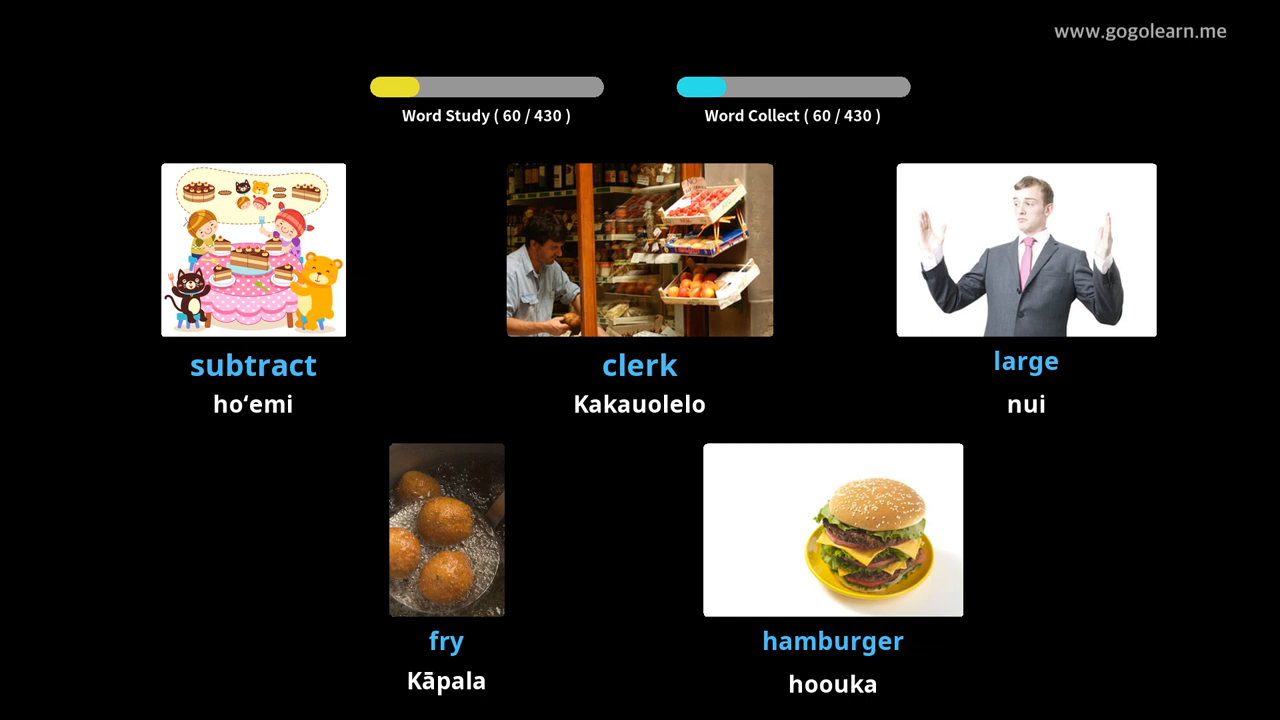 www.gogolearn.me
Word Study ( 60 / 430 )
Word Collect ( 60 / 430 )
subtract
hoʻemi
clerk
Kakauolelo
large
nui
fry
Kāpala
hamburger
hoouka